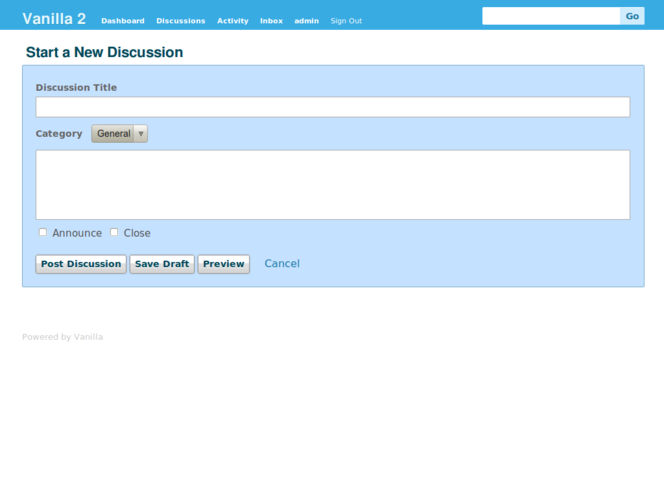 Vanilla 2 Dashboard Discussions Activity Inbox admin Sign Out Go
Start a New Discussion
Discussion Title
Category General
Announce Close
Post Discussion Save Draft Preview Cancel
Powered by Vanilla